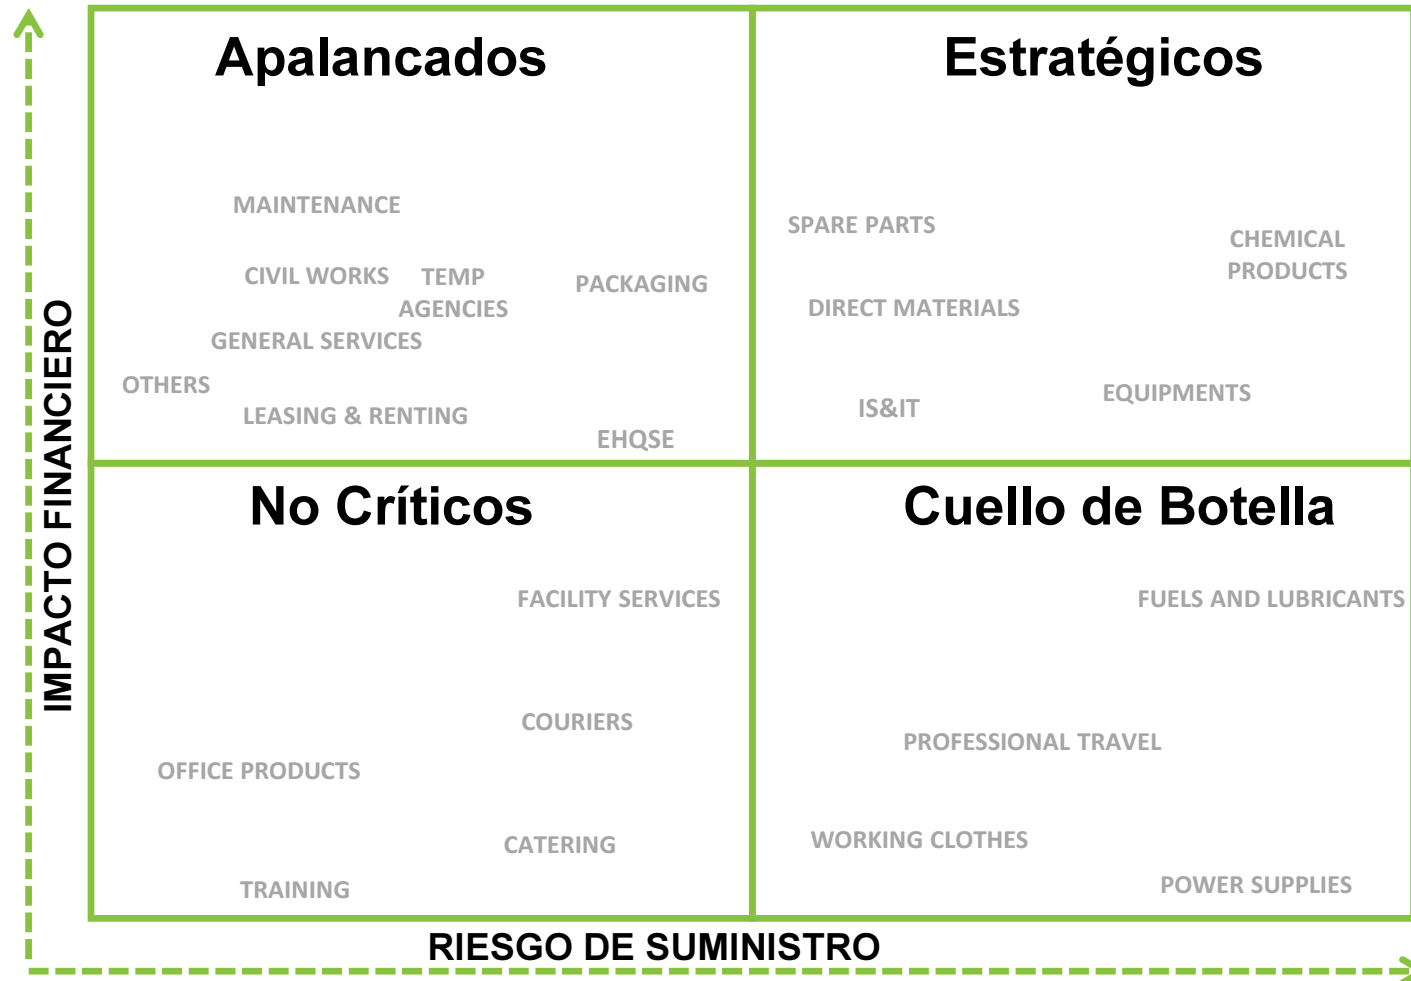 Apalancados
MAINTENANCE
CIVIL WORKS
TEMP
AGENCIES
PACKAGING
GENERAL SERVICES
OTHERS
LEASING & RENTING
EHQSE
Estratégicos
SPARE PARTS
CHEMICAL
PRODUCTS
DIRECT MATERIALS
IS&IT
EQUIPMENTS
No Críticos
FACILITY SERVICES
COURIERS
OFFICE PRODUCTS
CATERING
TRAINING
Cuello de Botella
FUELS AND LUBRICANTS
PROFESSIONAL TRAVEL
WORKING CLOTHES
POWER SUPPLIES
IMPACTO FINANCIERO
RIESGO DE SUMINISTRO